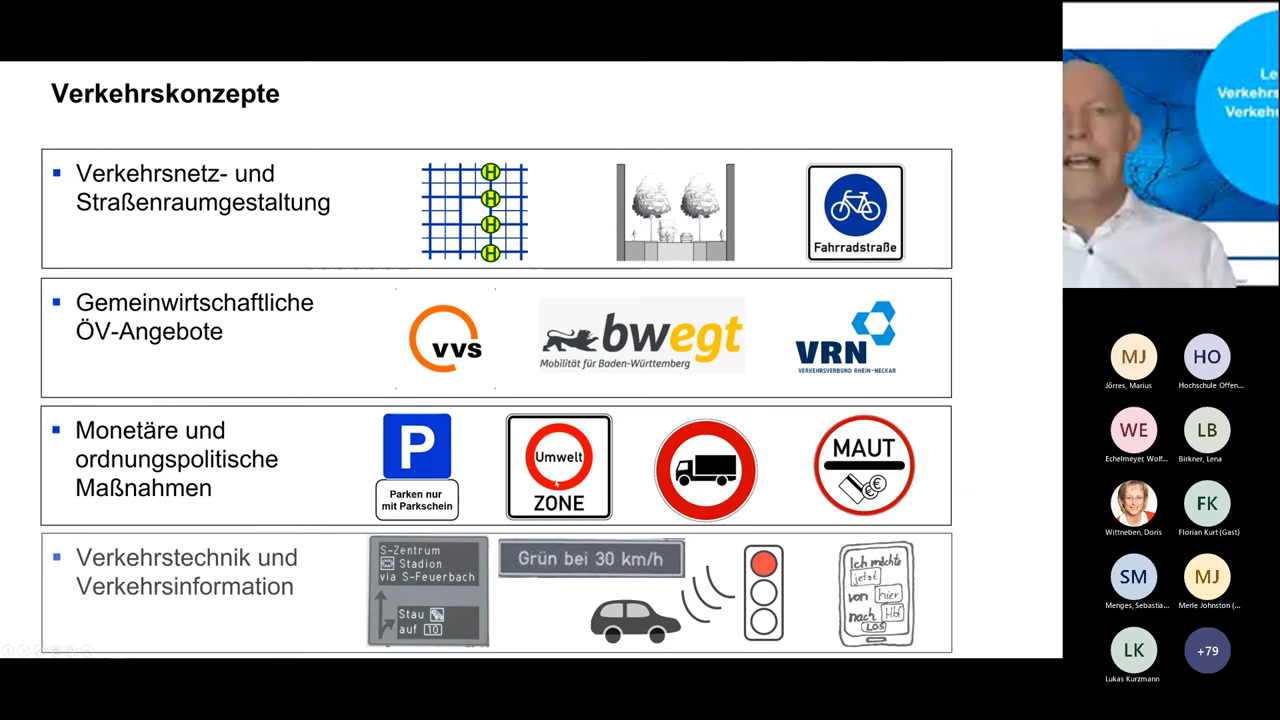 Verkehrskonzepte
Le
Verkehrs
Verkeh
Verkehrsnetz- und
Straßenraumgestaltung
H
H
H
H
Fahrradstraße
Gemeinwirtschaftliche
ÖV-Angebote
vvs
bwegt
Mobilität für Baden-Württemberg
VRN
VERKEHRSVERBUND RHEIN-NECKAR
Monetäre und
ordnungspolitische
Maßnahmen
P
Parken nur
mit Parkschein
Umwelt
ZONE
MAUT
€€
Verkehrstechnik und
Verkehrsinformation
S-Zentrum
Stadion
via S-Feuerbach
Stau
auf 10
Grün bei 30 km/h
Ich möchte
jetzt
von hier
nach Hbf
LOS
MJ
Jörres, Marius
HO
Hochschule Offen...
WE
Echelmeyer, Wolf...
LB
Birkner, Lena
Wittneben, Doris
FK
Florian Kurt (Gast)
SM
Menges, Sebastia...
MJ
Merle Johnston (...
LK
Lukas Kurzmann
+79